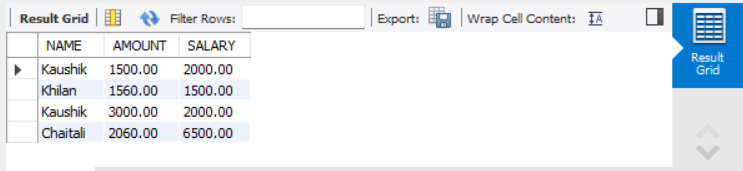 Result Grid Filter Rows: Export: Wrap Cell Content: IA
NAME AMOUNT SALARY
Kaushik 1500.00 2000.00
Khilan 1560.00 1500.00
Kaushik 3000.00 2000.00
Chaitali 2060.00 6500.00
Result
Grid